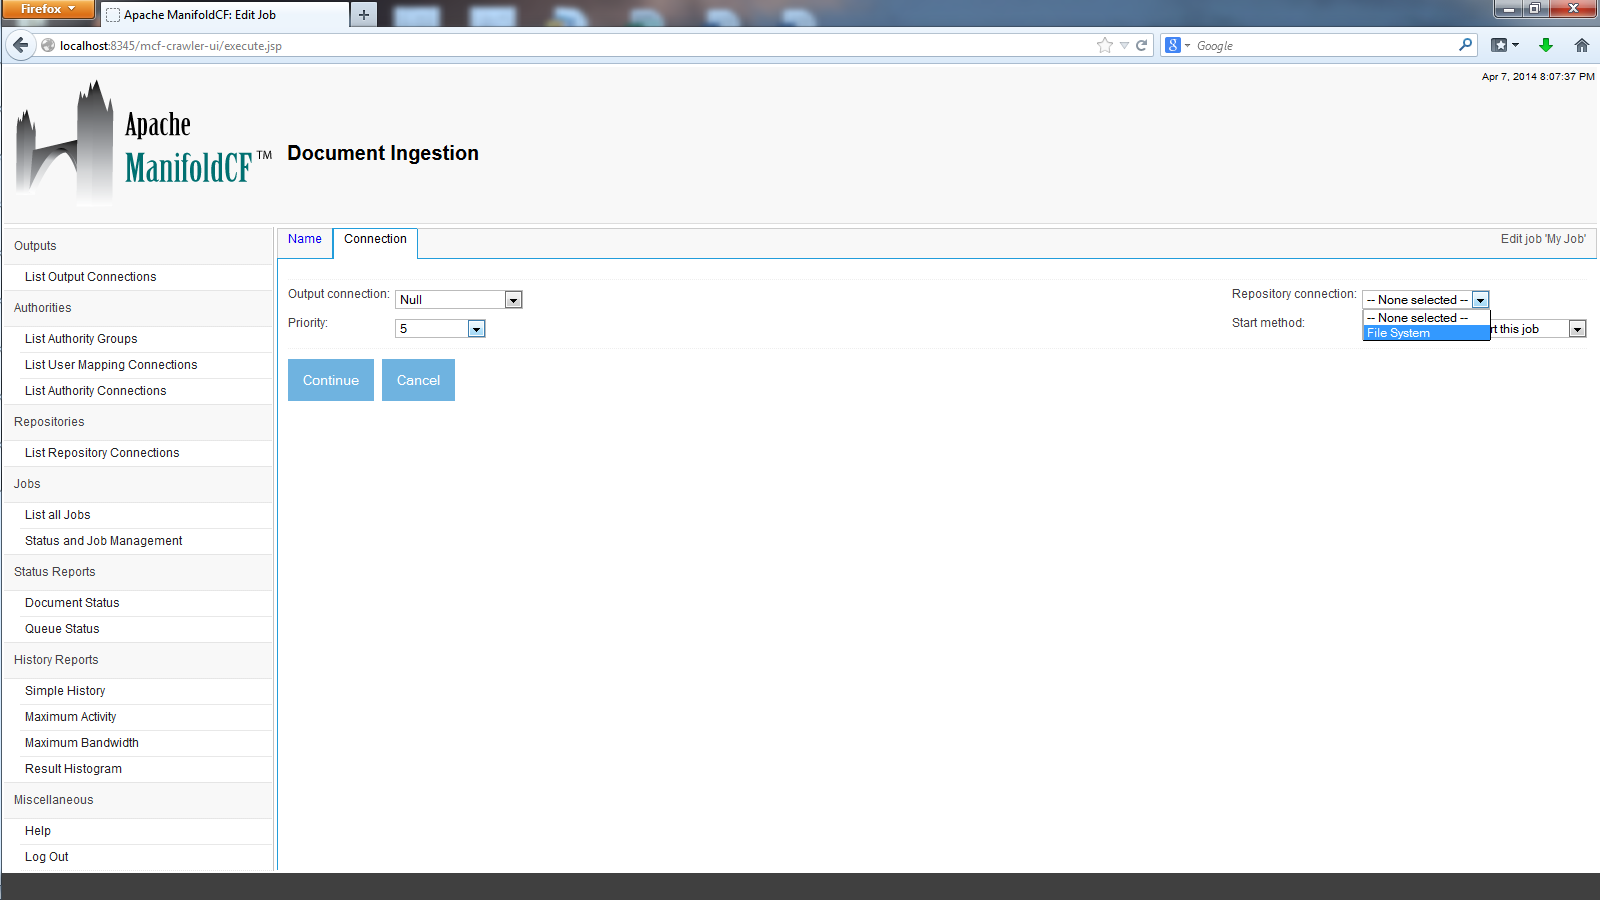 Firefox
Apache ManifoldCF: Edit Job
localhost:8345/mcf-crawler-ui/execute.jsp
Google
Apr 7, 2014 8:07:37 PM
Apache
ManifoldCF™
Document Ingestion
Outputs
List Output Connections
Authorities
List Authority Groups
List User Mapping Connections
List Authority Connections
Repositories
List Repository Connections
Jobs
List all Jobs
Status and Job Management
Status Reports
Document Status
Queue Status
History Reports
Simple History
Maximum Activity
Maximum Bandwidth
Result Histogram
Miscellaneous
Help
Log Out
Name Connection Edit job 'My Job'
Output connection: Null Repository connection: -- None selected --
-- None selected --
File System
Priority: 5 Start method: rt this job
Continue Cancel